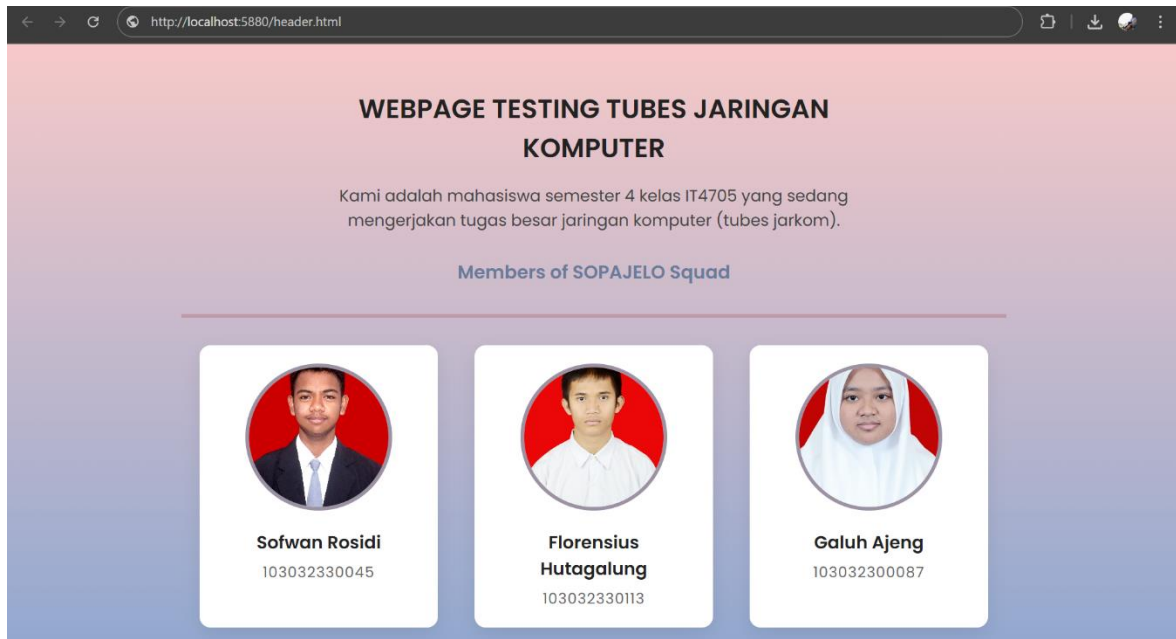 http://localhost:5880/header.html
WEBPAGE TESTING TUBES JARINGAN
KOMPUTER
Kami adalah mahasiswa semester 4 kelas IT4705 yang sedang
mengerjakan tugas besar jaringan komputer (tubes jarkom).
Members of SOPAJELO Squad
Sofwan Rosidi
103032330045
Florensius
Hutagalung
103032330113
Galuh Ajeng
103032300087